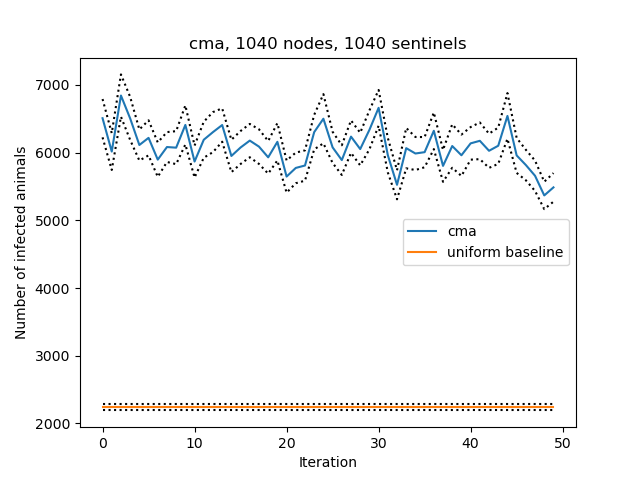 cma, 1040 nodes, 1040 sentinels
Number of infected animals
7000
6000
5000
4000
3000
2000
cma
uniform baseline
0
10
20
30
40
50
Iteration